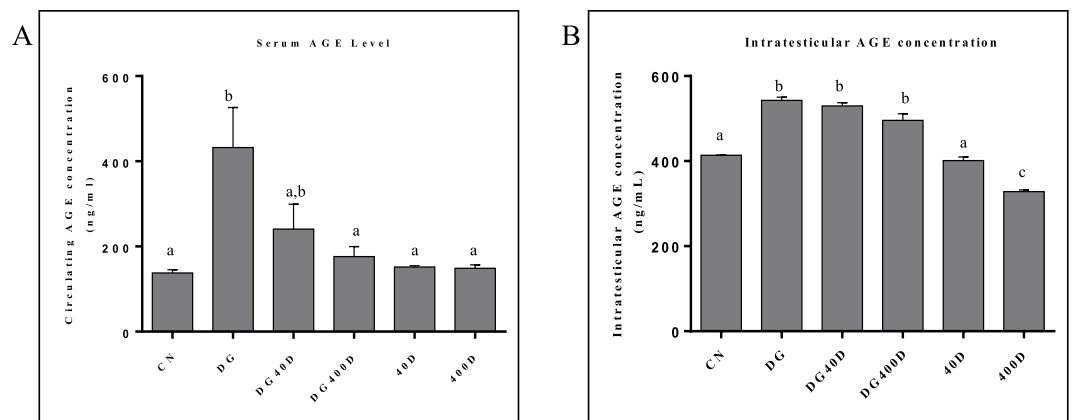 A
Serum AGE Level
Circulating AGE concentration
(ng/ml)
600
400
200
0
a
b
a,b
a
a
a
CN
DG
DG40D
DG400D
40D
400D
B
Intratesticular AGE concentration
Intratesticular AGE concentration
(ng/mL)
600
400
200
0
a
b
b
b
a
c
CN
DG
DG40D
DG400D
40D
400D